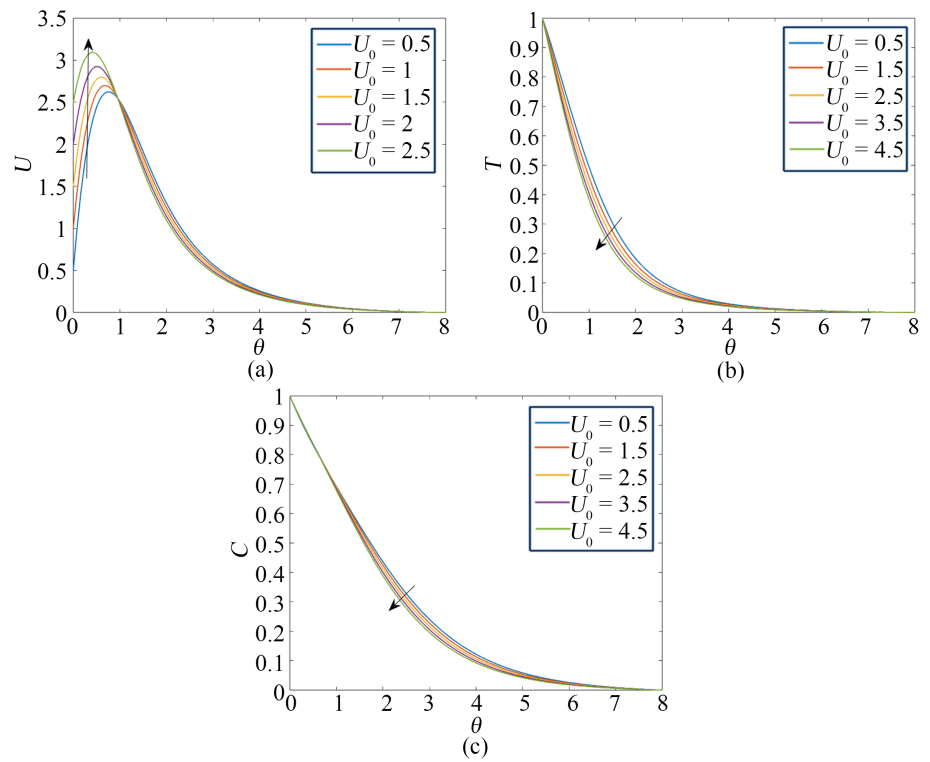 3.5
3
2.5
2
1.5
1
0.5
0
U
0 1 2 3 4 5 6 7 8
θ
(a)
U0 = 0.5
U0 = 1
U0 = 1.5
U0 = 2
U0 = 2.5
1
0.9
0.8
0.7
0.6
0.5
0.4
0.3
0.2
0.1
0
T
0 1 2 3 4 5 6 7 8
θ
(b)
U0 = 0.5
U0 = 1.5
U0 = 2.5
U0 = 3.5
U0 = 4.5
1
0.9
0.8
0.7
0.6
0.5
0.4
0.3
0.2
0.1
0
C
0 1 2 3 4 5 6 7 8
θ
(c)
U0 = 0.5
U0 = 1.5
U0 = 2.5
U0 = 3.5
U0 = 4.5